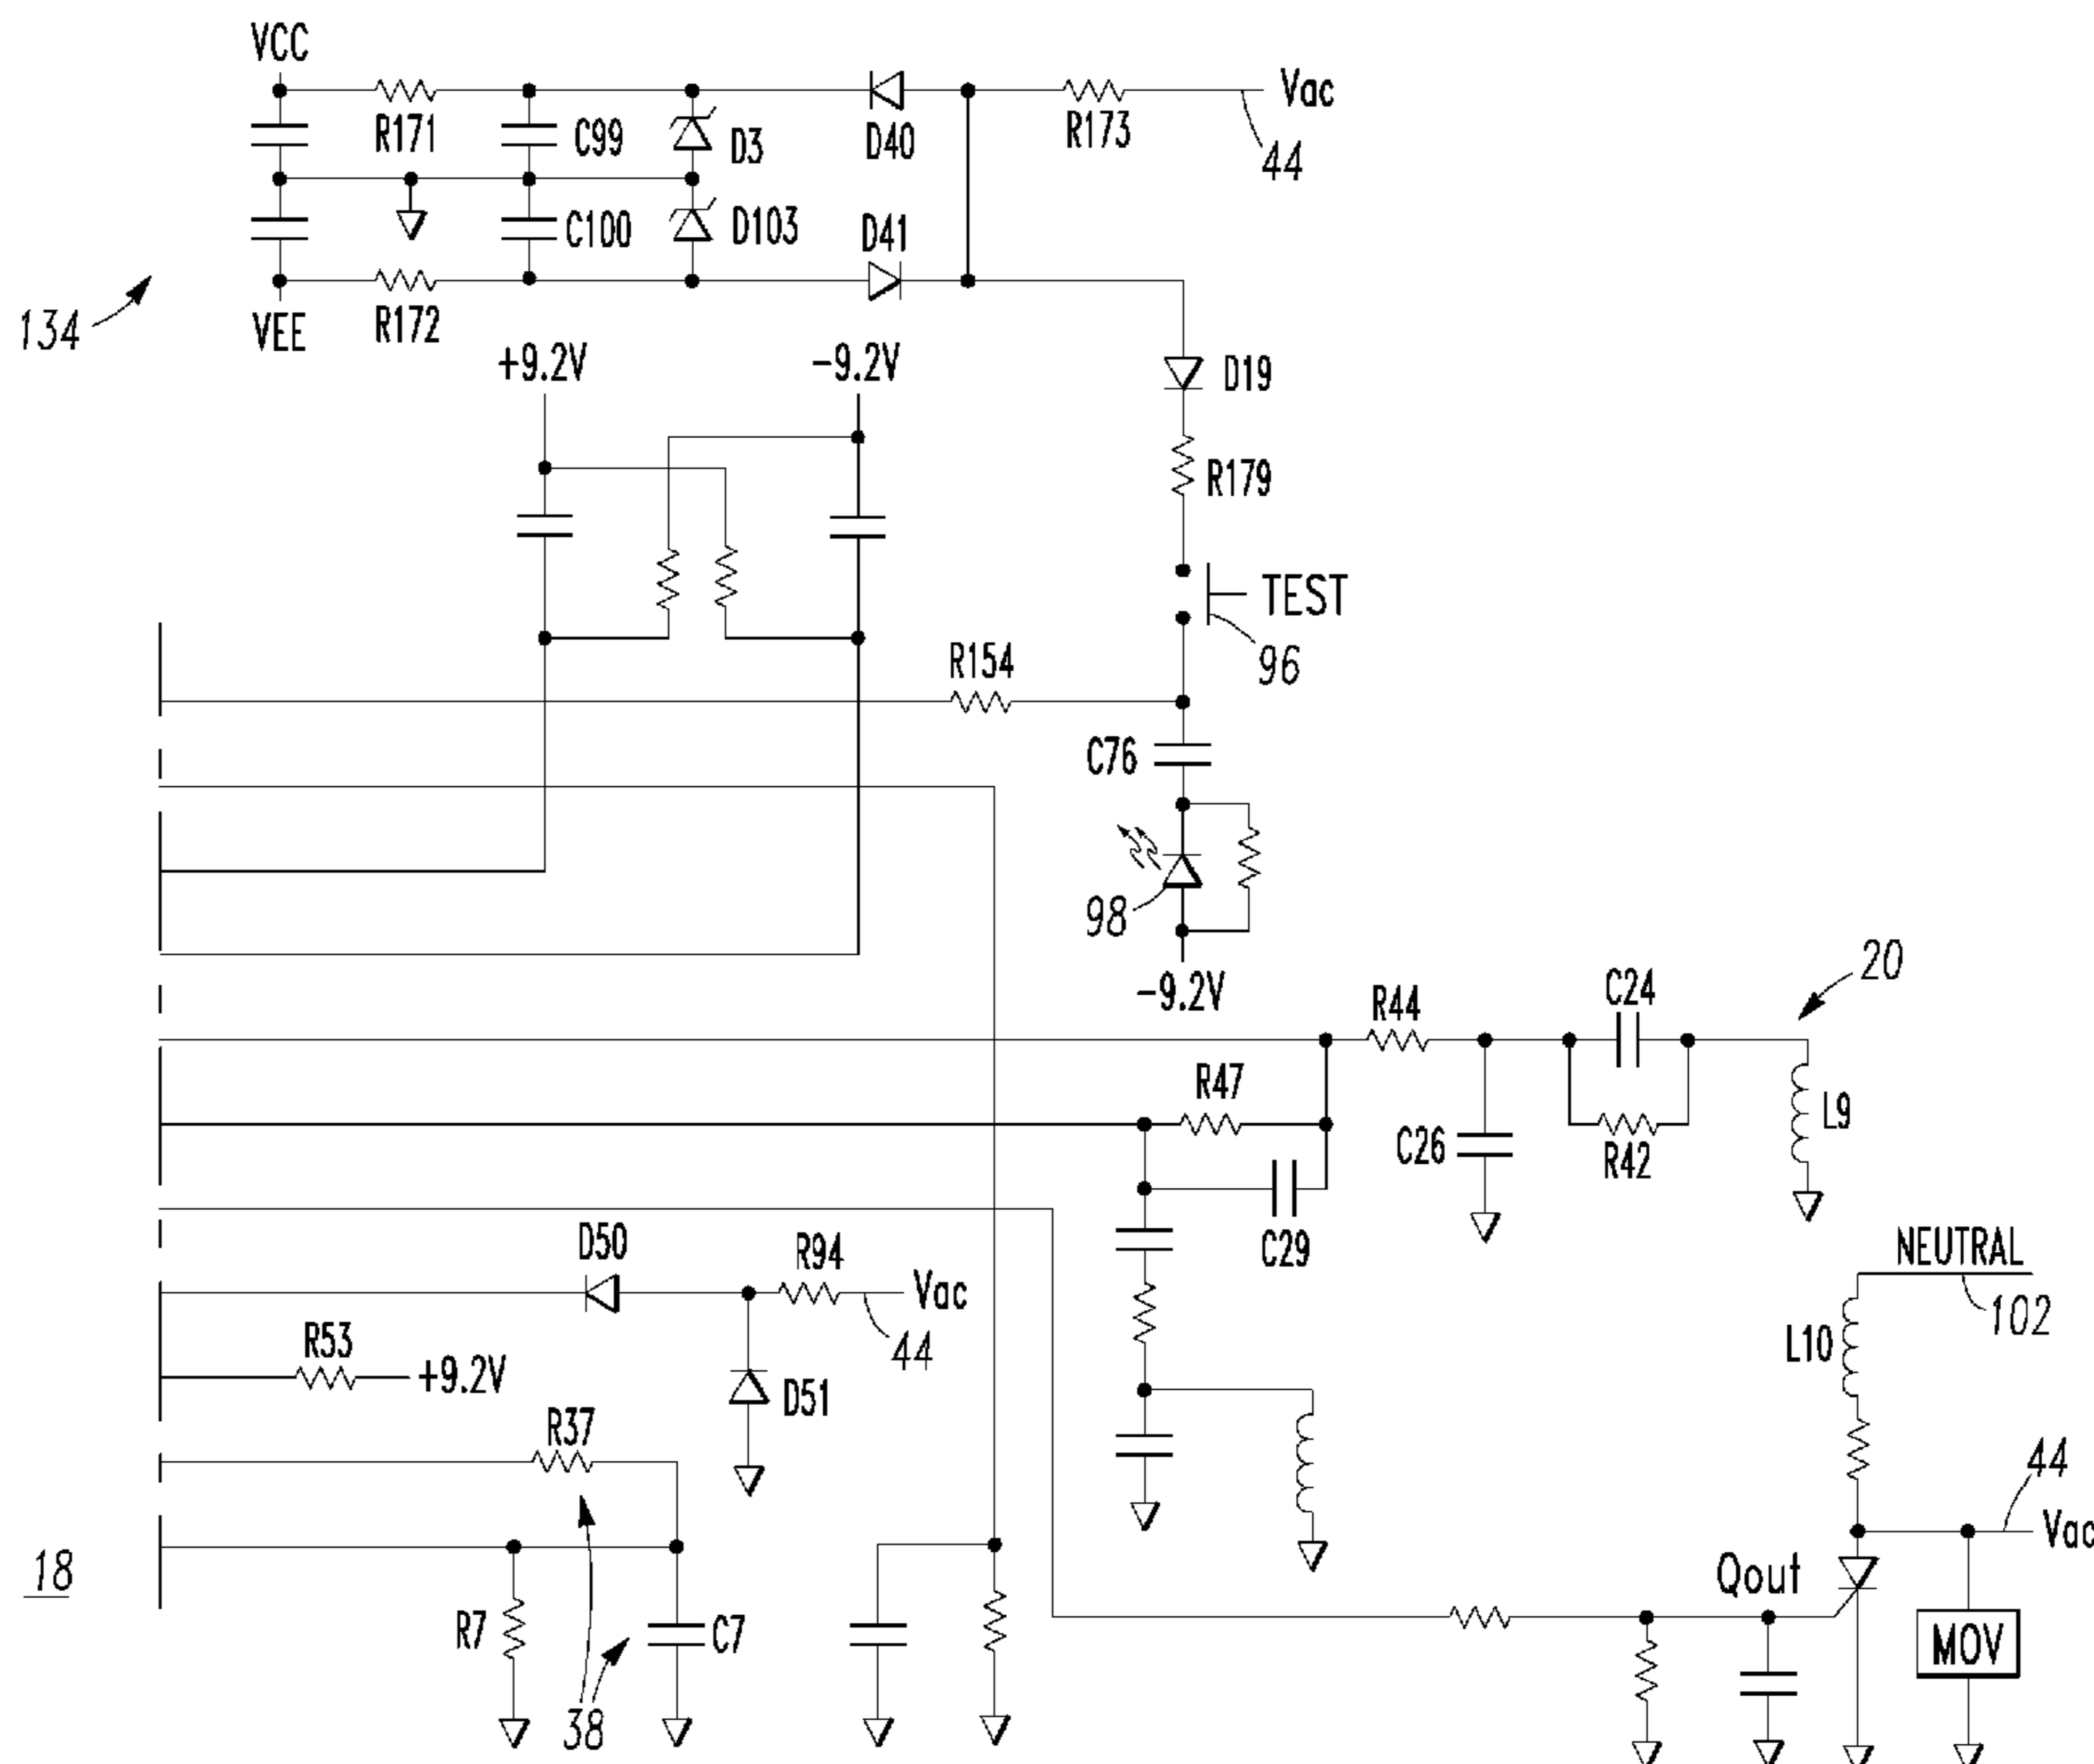 VCC
R171
C99
D3
D40
R173
Vac
44
C100
D103
D41
134
VEE
R172
+9.2V
-9.2V
D19
R179
TEST
96
R154
C76
98
-9.2V
20
R44
C24
R47
C26
R42
L9
C29
D50
R94
Vac
44
NEUTRAL
102
L10
R53
+9.2V
D51
R37
44
Vac
18
Qout
R7
C7
MOV
38